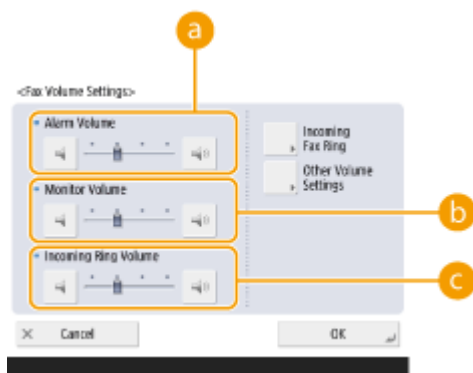 a
<Fax Volume Settings>
Alarm Volume
Incoming
Fax Ring
Other Volume
Settings
Monitor Volume
b
Incoming Ring Volume
c
× Cancel
OK